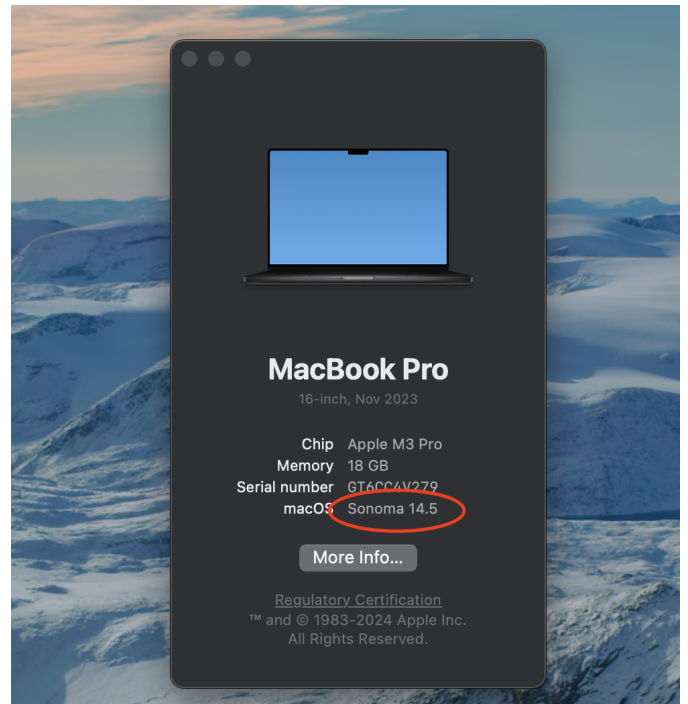 MacBook Pro
16-inch, Nov 2023
Chip Apple M3 Pro
Memory 18 GB
Serial number GT6CC4V279
macOS Sonoma 14.5
More Info...
Regulatory Certification
™ and © 1983-2024 Apple Inc.
All Rights Reserved.